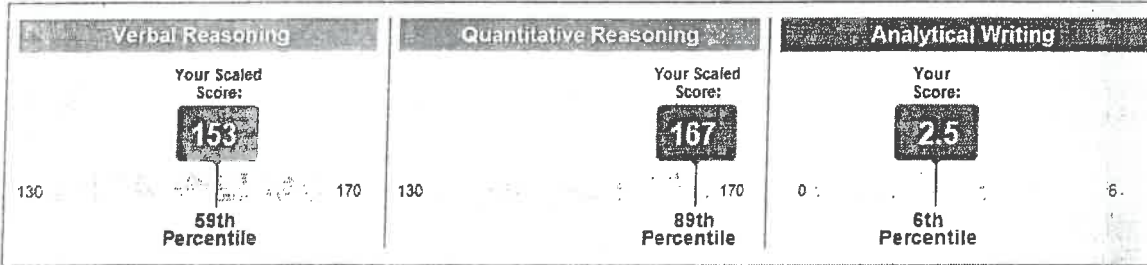 Verbal Reasoning
Your Scaled
Score:
153
130
170
59th
Percentile
Quantitative Reasoning
Your Scaled
Score:
167
130
170
89th
Percentile
Analytical Writing
Your
Score:
2.5
0
6
6th
Percentile